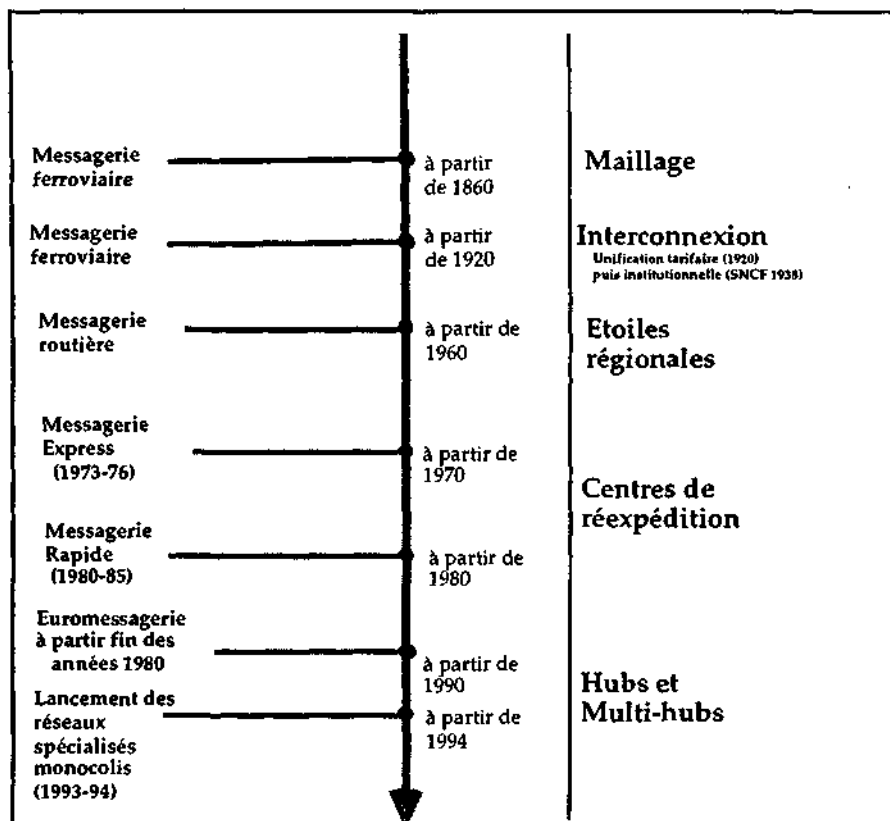 Messagerie
ferroviaire
à partir
de 1860
Maillage
Messagerie
ferroviaire
à partir
de 1920
Interconnexion
Unification tarifaire (1920)
puis institutionnelle (SNCF 1938)
Messagerie
routière
à partir de
1960
Etoiles
régionales
Messagerie
Express
(1973-76)
à partir de
1970
Centres de
réexpédition
Messagerie
Rapide
(1980-85)
à partir de
1980
Euromessagerie
à partir fin des
années 1980
à partir de
1990
Hubs et
Multi-hubs
Lancement des
réseaux
spécialisés
monocolis
(1993-94)
à partir de
1994